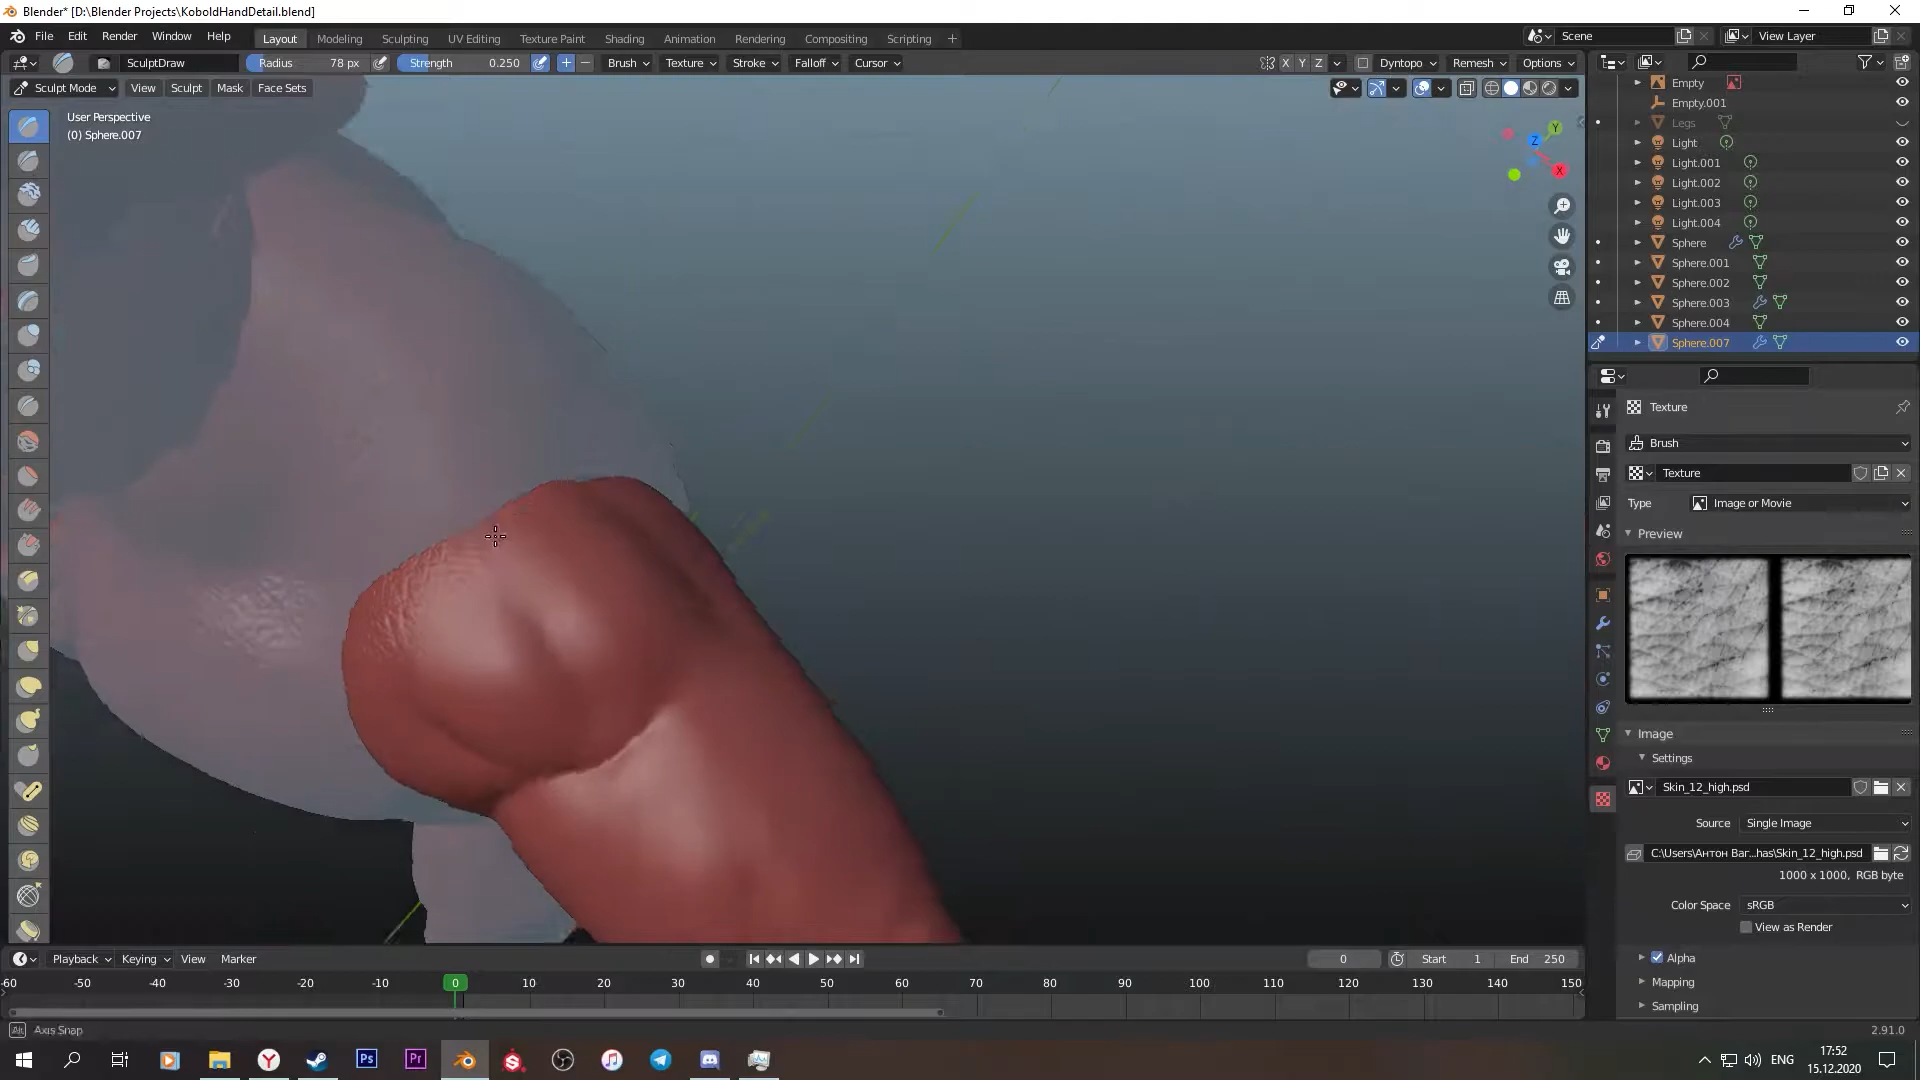 Blender* [D:\Blender Projects\KoboldHandDetail.blend]
File Edit Render Window Help Layout Modeling Sculpting UV Editing Texture Paint Shading Animation Rendering Compositing Scripting + Scene View Layer
SculptDraw Radius 78 px Strength 0.250 + − Brush Texture Stroke Falloff Cursor X Y Z Dyntopo Remesh Options
Sculpt Mode View Sculpt Mask Face Sets
User Perspective
(0) Sphere.007
Y
Z
X
Empty
Empty.001
Legs
Light
Light.001
Light.002
Light.003
Light.004
Sphere
Sphere.001
Sphere.002
Sphere.003
Sphere.004
Sphere.007
Texture
Brush
Texture
Type Image or Movie
Preview
Image
Settings
Skin_12_high.psd
Source Single Image
C:\Users\Антон Ваг...has\Skin_12_high.psd
1000 x 1000, RGB byte
Color Space sRGB
View as Render
Alpha
Mapping
Sampling
Playback Keying View Marker 0 Start 1 End 250
-60 -50 -40 -30 -20 -10 0 10 20 30 40 50 60 70 80 90 100 110 120 130 140 150
Alt Axis Snap 2.91.0
Y Ps Pr S ENG 17:52
15.12.2020